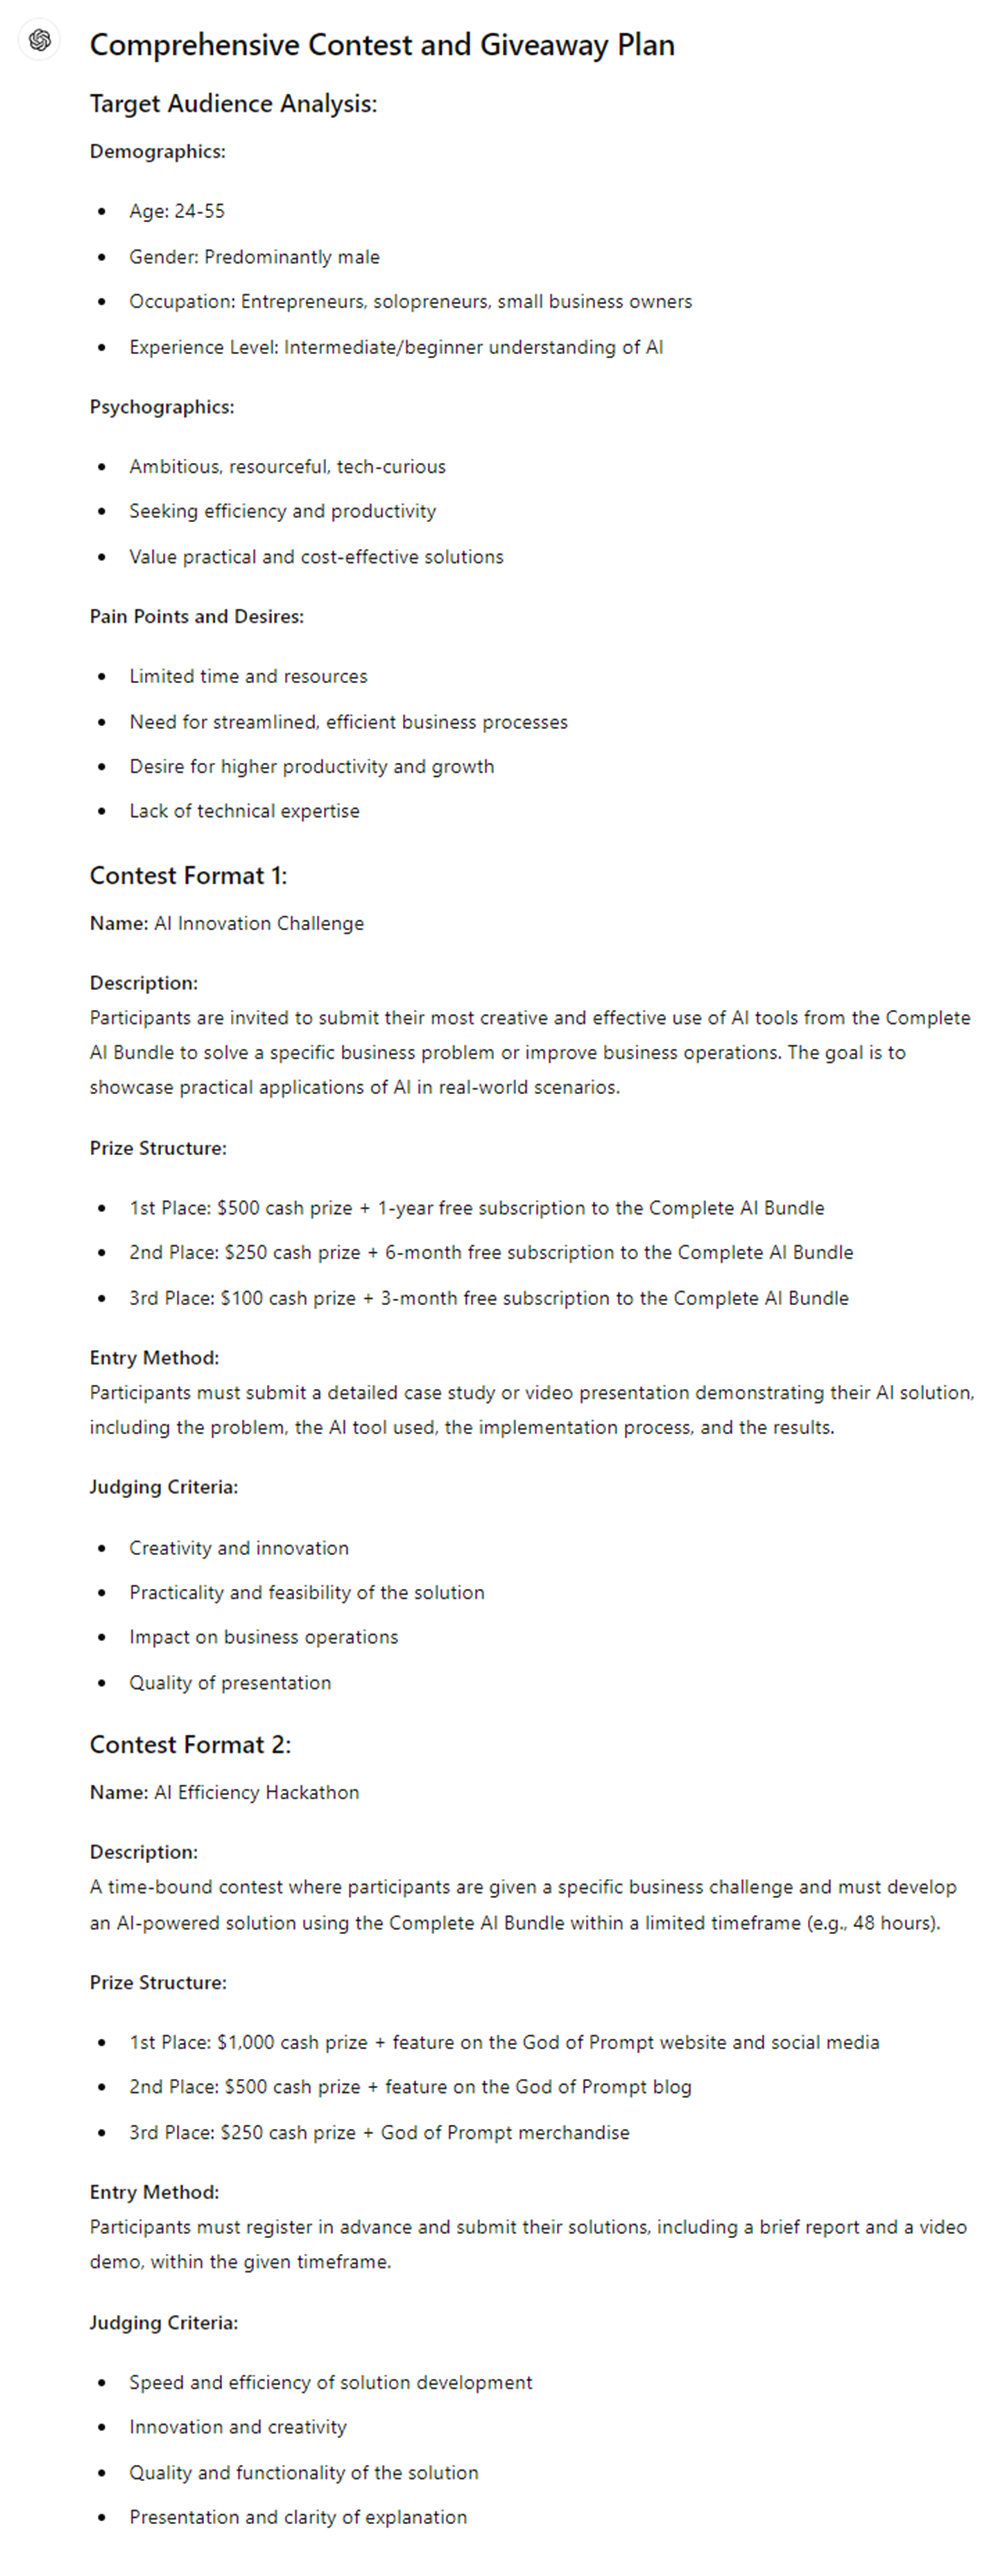 Comprehensive Contest and Giveaway Plan
Target Audience Analysis:
Demographics:
• Age: 24-55
• Gender: Predominantly male
• Occupation: Entrepreneurs, solopreneurs, small business owners
• Experience Level: Intermediate/beginner understanding of AI
Psychographics:
• Ambitious, resourceful, tech-curious
• Seeking efficiency and productivity
• Value practical and cost-effective solutions
Pain Points and Desires:
• Limited time and resources
• Need for streamlined, efficient business processes
• Desire for higher productivity and growth
• Lack of technical expertise
Contest Format 1:
Name: AI Innovation Challenge
Description:
Participants are invited to submit their most creative and effective use of AI tools from the Complete
AI Bundle to solve a specific business problem or improve business operations. The goal is to
showcase practical applications of AI in real-world scenarios.
Prize Structure:
• 1st Place: $500 cash prize + 1-year free subscription to the Complete AI Bundle
• 2nd Place: $250 cash prize + 6-month free subscription to the Complete AI Bundle
• 3rd Place: $100 cash prize + 3-month free subscription to the Complete AI Bundle
Entry Method:
Participants must submit a detailed case study or video presentation demonstrating their AI solution,
including the problem, the AI tool used, the implementation process, and the results.
Judging Criteria:
• Creativity and innovation
• Practicality and feasibility of the solution
• Impact on business operations
• Quality of presentation
Contest Format 2:
Name: AI Efficiency Hackathon
Description:
A time-bound contest where participants are given a specific business challenge and must develop
an AI-powered solution using the Complete AI Bundle within a limited timeframe (e.g., 48 hours).
Prize Structure:
• 1st Place: $1,000 cash prize + feature on the God of Prompt website and social media
• 2nd Place: $500 cash prize + feature on the God of Prompt blog
• 3rd Place: $250 cash prize + God of Prompt merchandise
Entry Method:
Participants must register in advance and submit their solutions, including a brief report and a video
demo, within the given timeframe.
Judging Criteria:
• Speed and efficiency of solution development
• Innovation and creativity
• Quality and functionality of the solution
• Presentation and clarity of explanation